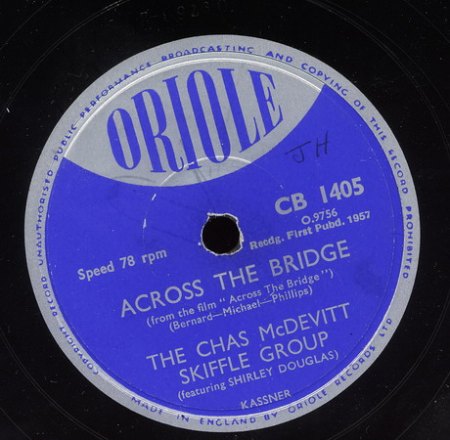 COPYRIGHT RECORD UNAUTHORISED PUBLIC PERFORMANCE BROADCASTING AND COPYING OF THIS RECORD PROHIBITED
ORIOLE
JH
CB 1405
O.9756
Recdg. First Pubd. 1957
Speed 78 rpm
ACROSS THE BRIDGE
(from the film "Across The Bridge")
(Bernard—Michael—Phillips)
THE CHAS McDEVITT
SKIFFLE GROUP
(featuring SHIRLEY DOUGLAS)
KASSNER
MADE IN ENGLAND BY ORIOLE RECORDS LTD